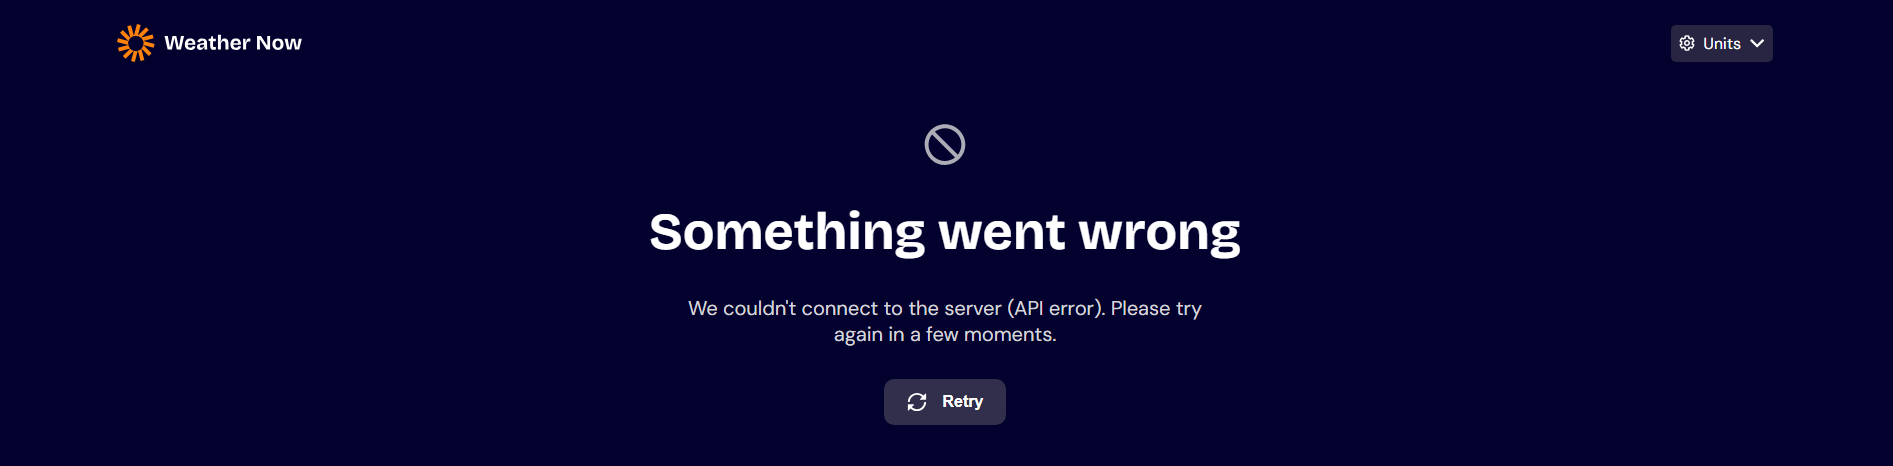 Weather Now
Units
Something went wrong
We couldn't connect to the server (API error). Please try
again in a few moments.
Retry